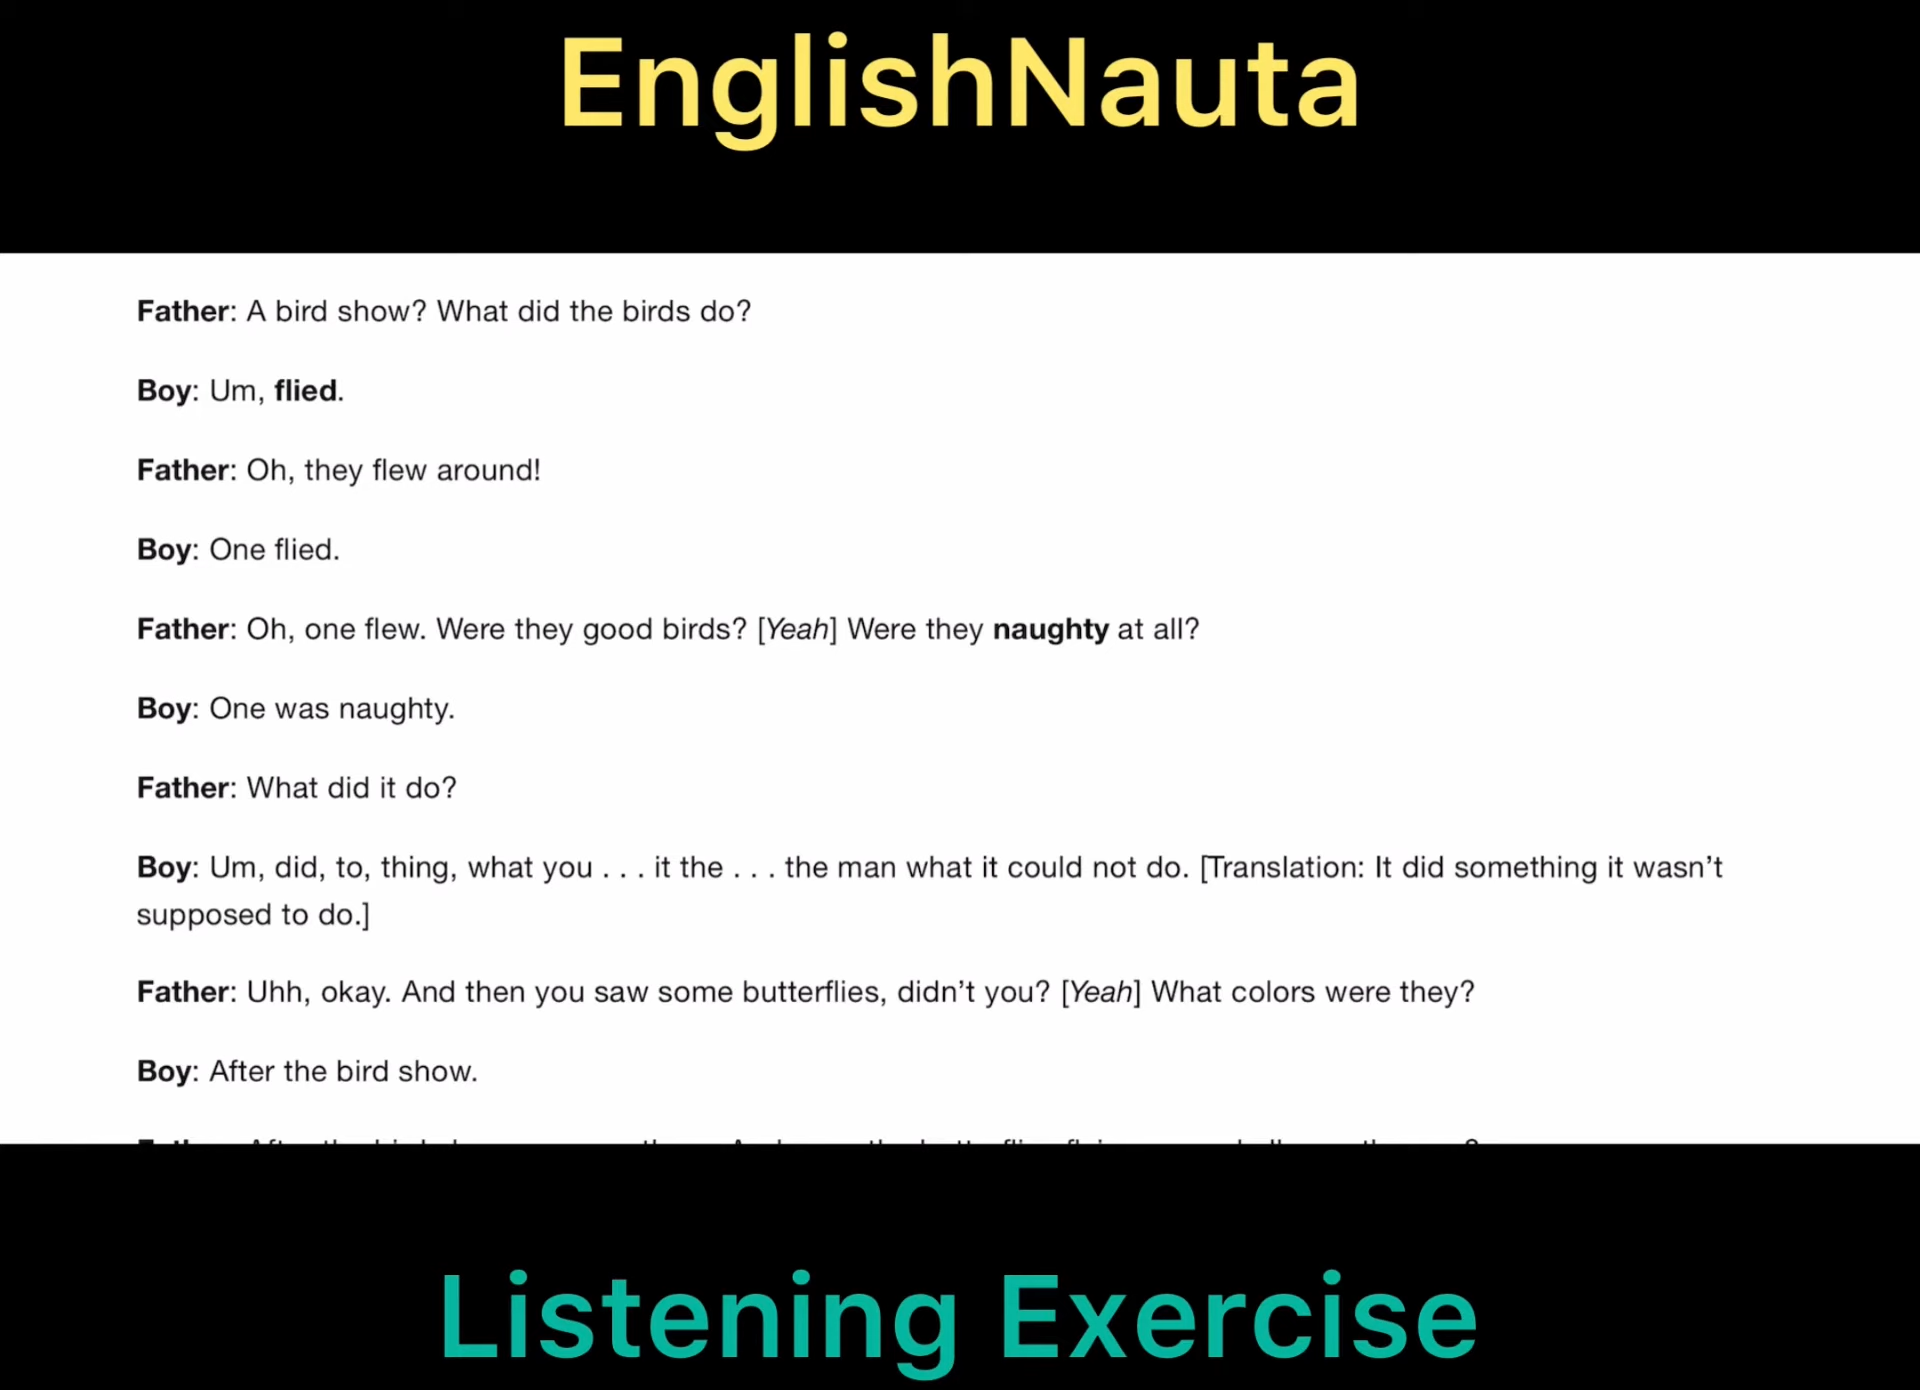 EnglishNauta
Father: A bird show? What did the birds do?
Boy: Um, flied.
Father: Oh, they flew around!
Boy: One flied.
Father: Oh, one flew. Were they good birds? [Yeah] Were they naughty at all?
Boy: One was naughty.
Father: What did it do?
Boy: Um, did, to, thing, what you . . . it the . . . the man what it could not do. [Translation: It did something it wasn’t
supposed to do.]
Father: Uhh, okay. And then you saw some butterflies, didn’t you? [Yeah] What colors were they?
Boy: After the bird show.
Listening Exercise